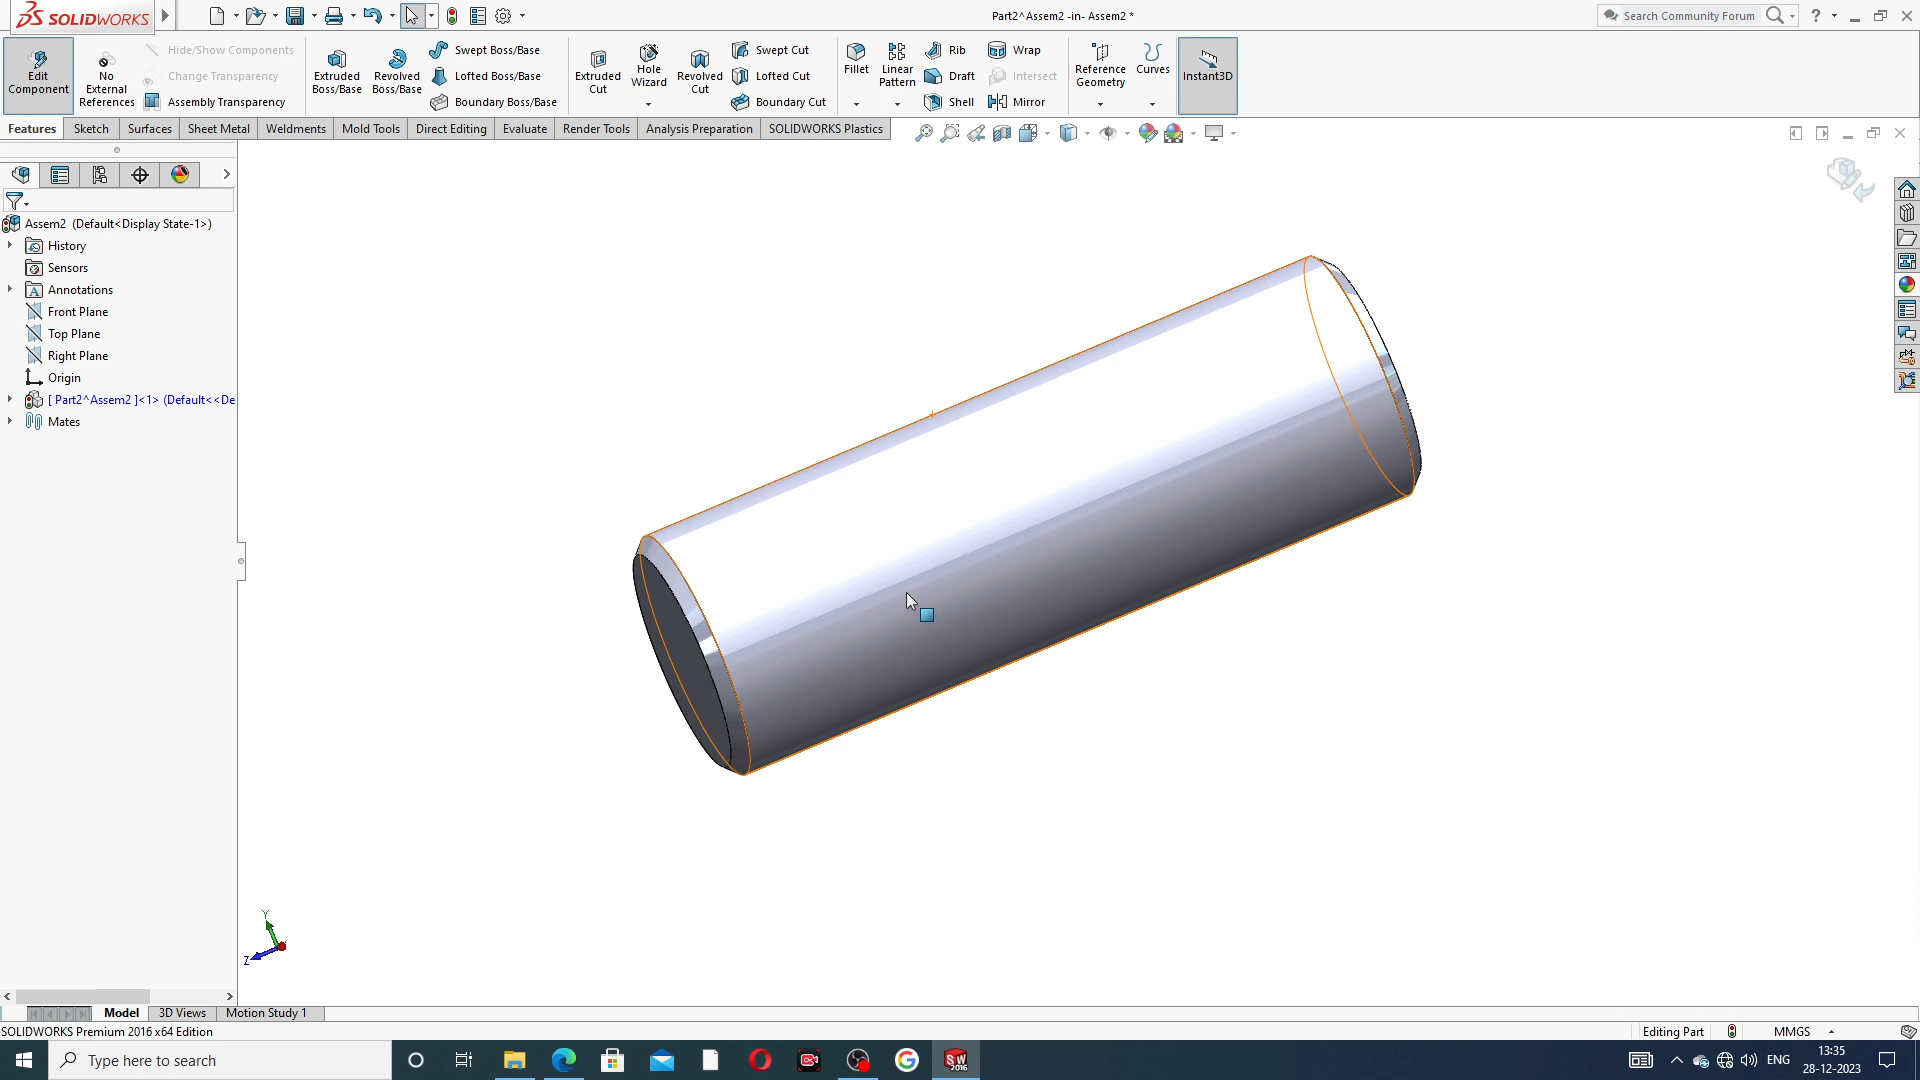 SOLIDWORKS
Part2^Assem2 -in- Assem2 *
Search Community Forum
Edit Component
No External References
Hide/Show Components
Change Transparency
Assembly Transparency
Extruded Boss/Base
Revolved Boss/Base
Swept Boss/Base
Lofted Boss/Base
Boundary Boss/Base
Extruded Cut
Hole Wizard
Revolved Cut
Swept Cut
Lofted Cut
Boundary Cut
Fillet
Linear Pattern
Rib
Draft
Shell
Wrap
Intersect
Mirror
Reference Geometry
Curves
Instant3D
Features Sketch Surfaces Sheet Metal Weldments Mold Tools Direct Editing Evaluate Render Tools Analysis Preparation SOLIDWORKS Plastics
Assem2 (Default<Display State-1>)
History
Sensors
Annotations
Front Plane
Top Plane
Right Plane
Origin
[ Part2^Assem2 ]<1> (Default<<De
Mates
Y
Z
Model 3D Views Motion Study 1
SOLIDWORKS Premium 2016 x64 Edition
Editing Part MMGS
Type here to search
SW 2016
ENG
13:35
28-12-2023